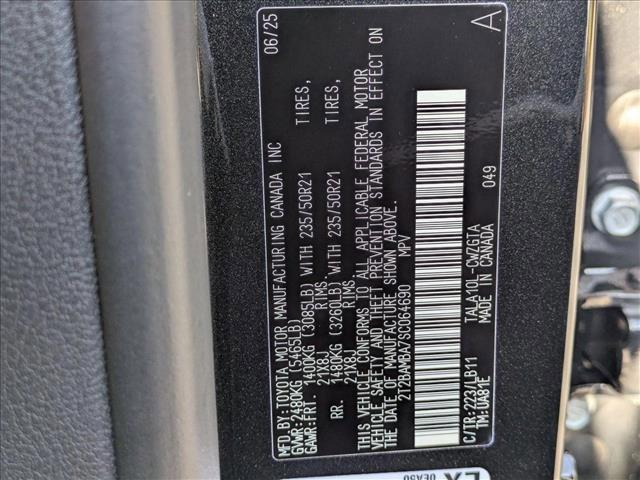 MFD.BY:TOYOTA MOTOR MANUFACTURING CANADA INC 06/25
GVWR:2480KG (5465LB)
GAWR:FRT. 1400KG (3085LB) WITH 235/50R21 TIRES,
21X8J RIMS.
RR. 1480KG (3260LB) WITH 235/50R21 TIRES,
21X8J RIMS.
THIS VEHICLE CONFORMS TO ALL APPLICABLE FEDERAL MOTOR
VEHICLE SAFETY AND THEFT PREVENTION STANDARDS IN EFFECT ON
THE DATE OF MANUFACTURE SHOWN ABOVE.
2T2BAMBA7SC064690 MPV A
049
C/TR:223/LB11 TALA10L-CWZGTA
TM:UA81E MADE IN CANADA
0EA50